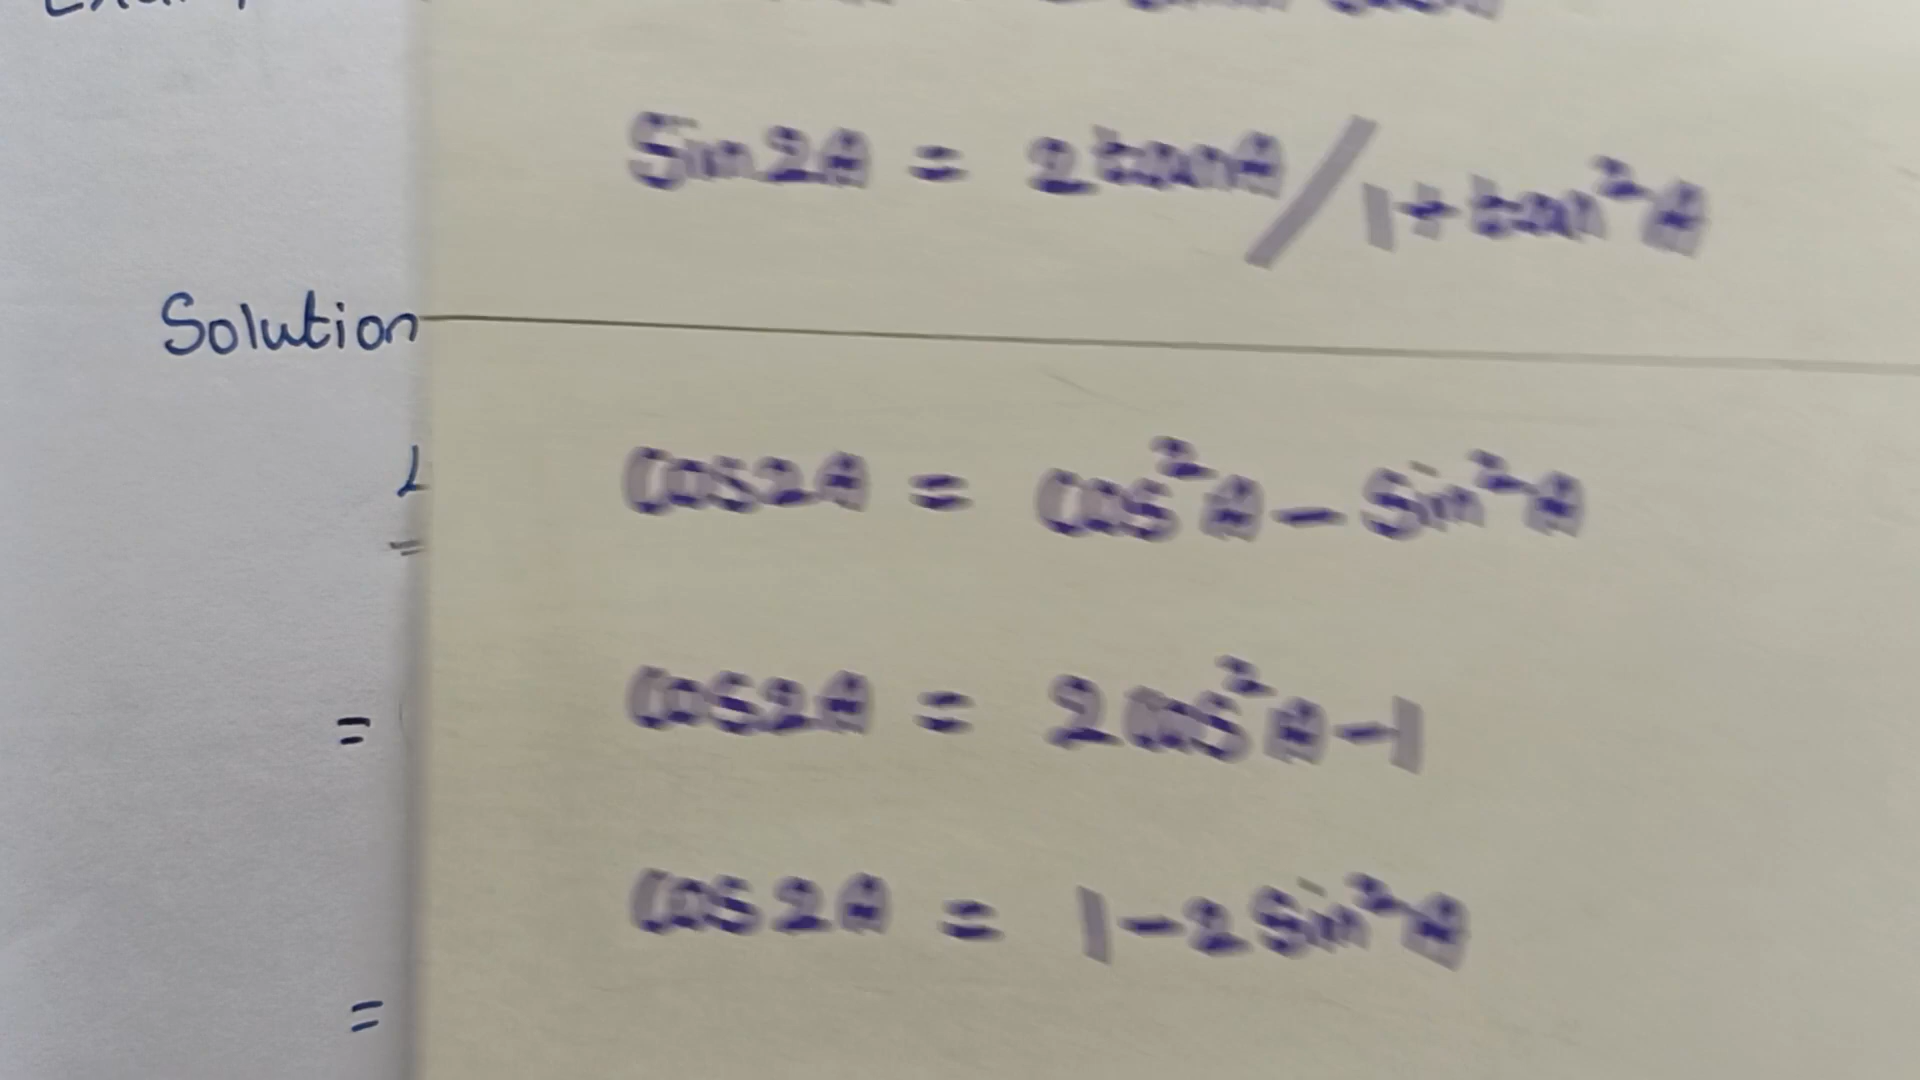 Sin2θ = 2tanθ/1+tan²θ
Solution
L
=
Cos2θ = Cos²θ - Sin²θ
= Cos2θ = 2Cos²θ-1
Cos2θ = 1-2Sin²θ
=